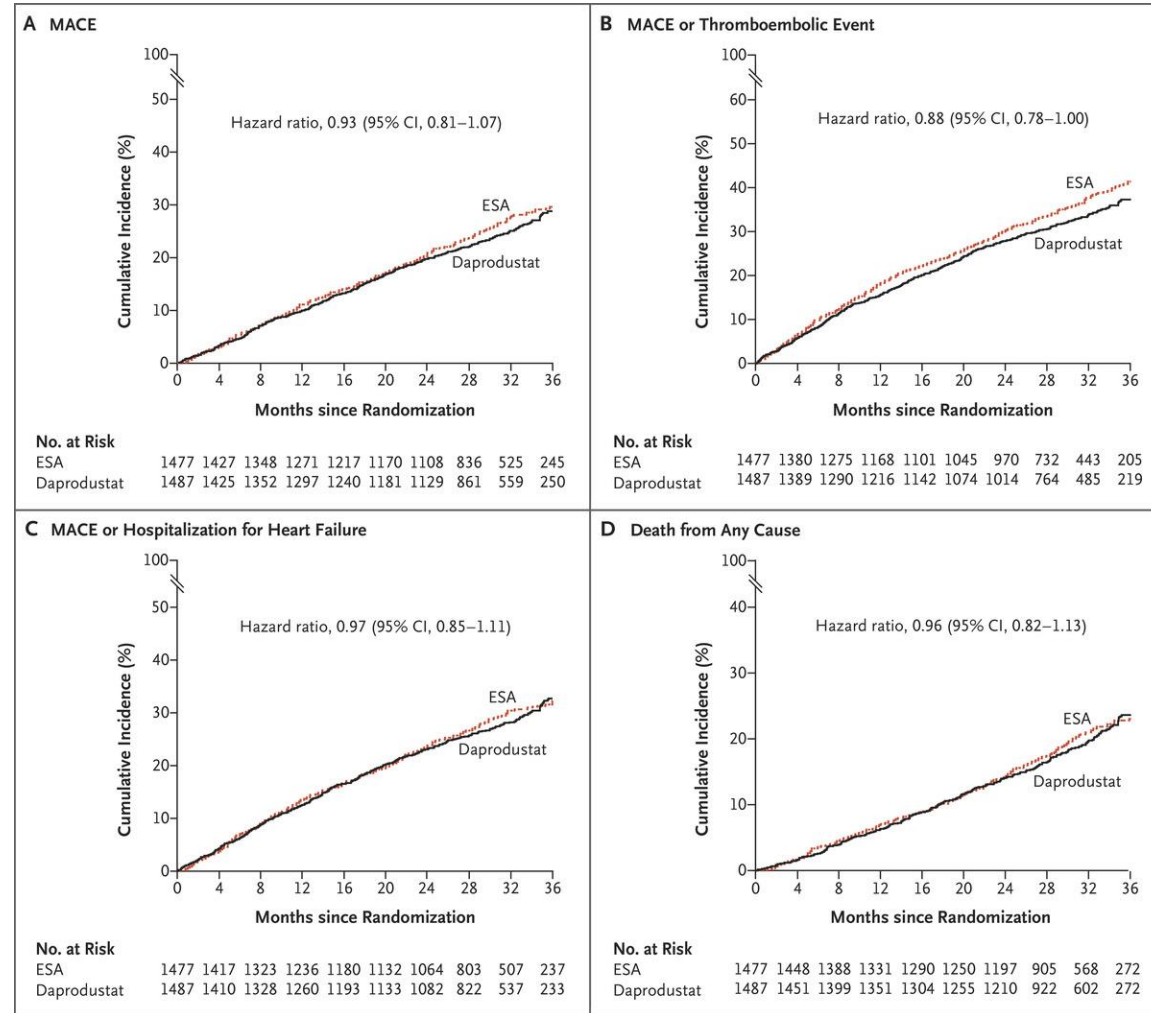 A MACE
100
50
40
30
20
10
0
Cumulative Incidence (%)
Hazard ratio, 0.93 (95% CI, 0.81–1.07)
ESA
Daprodustat
0 4 8 12 16 20 24 28 32 36
Months since Randomization
No. at Risk
ESA 1477 1427 1348 1271 1217 1170 1108 836 525 245
Daprodustat 1487 1425 1352 1297 1240 1181 1129 861 559 250
B MACE or Thromboembolic Event
100
60
50
40
30
20
10
0
Cumulative Incidence (%)
Hazard ratio, 0.88 (95% CI, 0.78–1.00)
ESA
Daprodustat
0 4 8 12 16 20 24 28 32 36
Months since Randomization
No. at Risk
ESA 1477 1380 1275 1168 1101 1045 970 732 443 205
Daprodustat 1487 1389 1290 1216 1142 1074 1014 764 485 219
C MACE or Hospitalization for Heart Failure
100
50
40
30
20
10
0
Cumulative Incidence (%)
Hazard ratio, 0.97 (95% CI, 0.85–1.11)
ESA
Daprodustat
0 4 8 12 16 20 24 28 32 36
Months since Randomization
No. at Risk
ESA 1477 1417 1323 1236 1180 1132 1064 803 507 237
Daprodustat 1487 1410 1328 1260 1193 1133 1082 822 537 233
D Death from Any Cause
100
40
30
20
10
0
Cumulative Incidence (%)
Hazard ratio, 0.96 (95% CI, 0.82–1.13)
ESA
Daprodustat
0 4 8 12 16 20 24 28 32 36
Months since Randomization
No. at Risk
ESA 1477 1448 1388 1331 1290 1250 1197 905 568 272
Daprodustat 1487 1451 1399 1351 1304 1255 1210 922 602 272